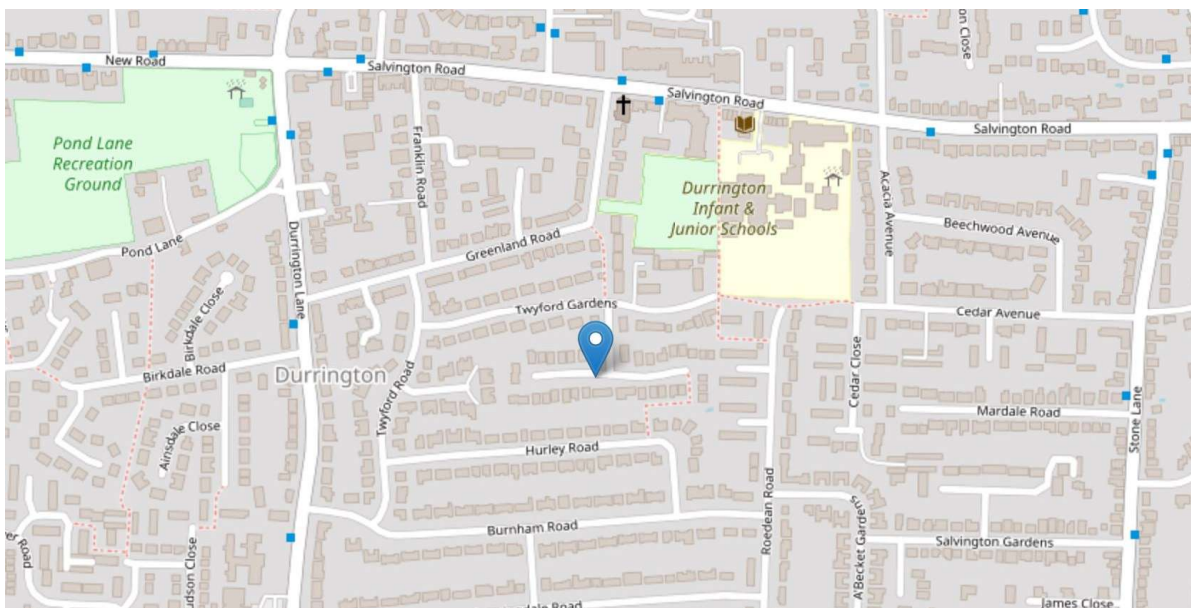 New Road
Salvington Road
Salvington Road
Salvington Road
Pond Lane
Recreation
Ground
Franklin Road
Durrington
Infant &
Junior Schools
Acacia Avenue
Beechwood Avenue
Pond Lane
Durrington Lane
Greenland Road
Birkdale Close
Twyford Gardens
Cedar Avenue
Birkdale Road
Durrington
Twyford Road
Cedar Close
Mardale Road
Stone Lane
Ainsdale Close
Hurley Road
Roedean Road
Burnham Road
A'Becket Gardens
Salvington Gardens
James Close
Road
Close